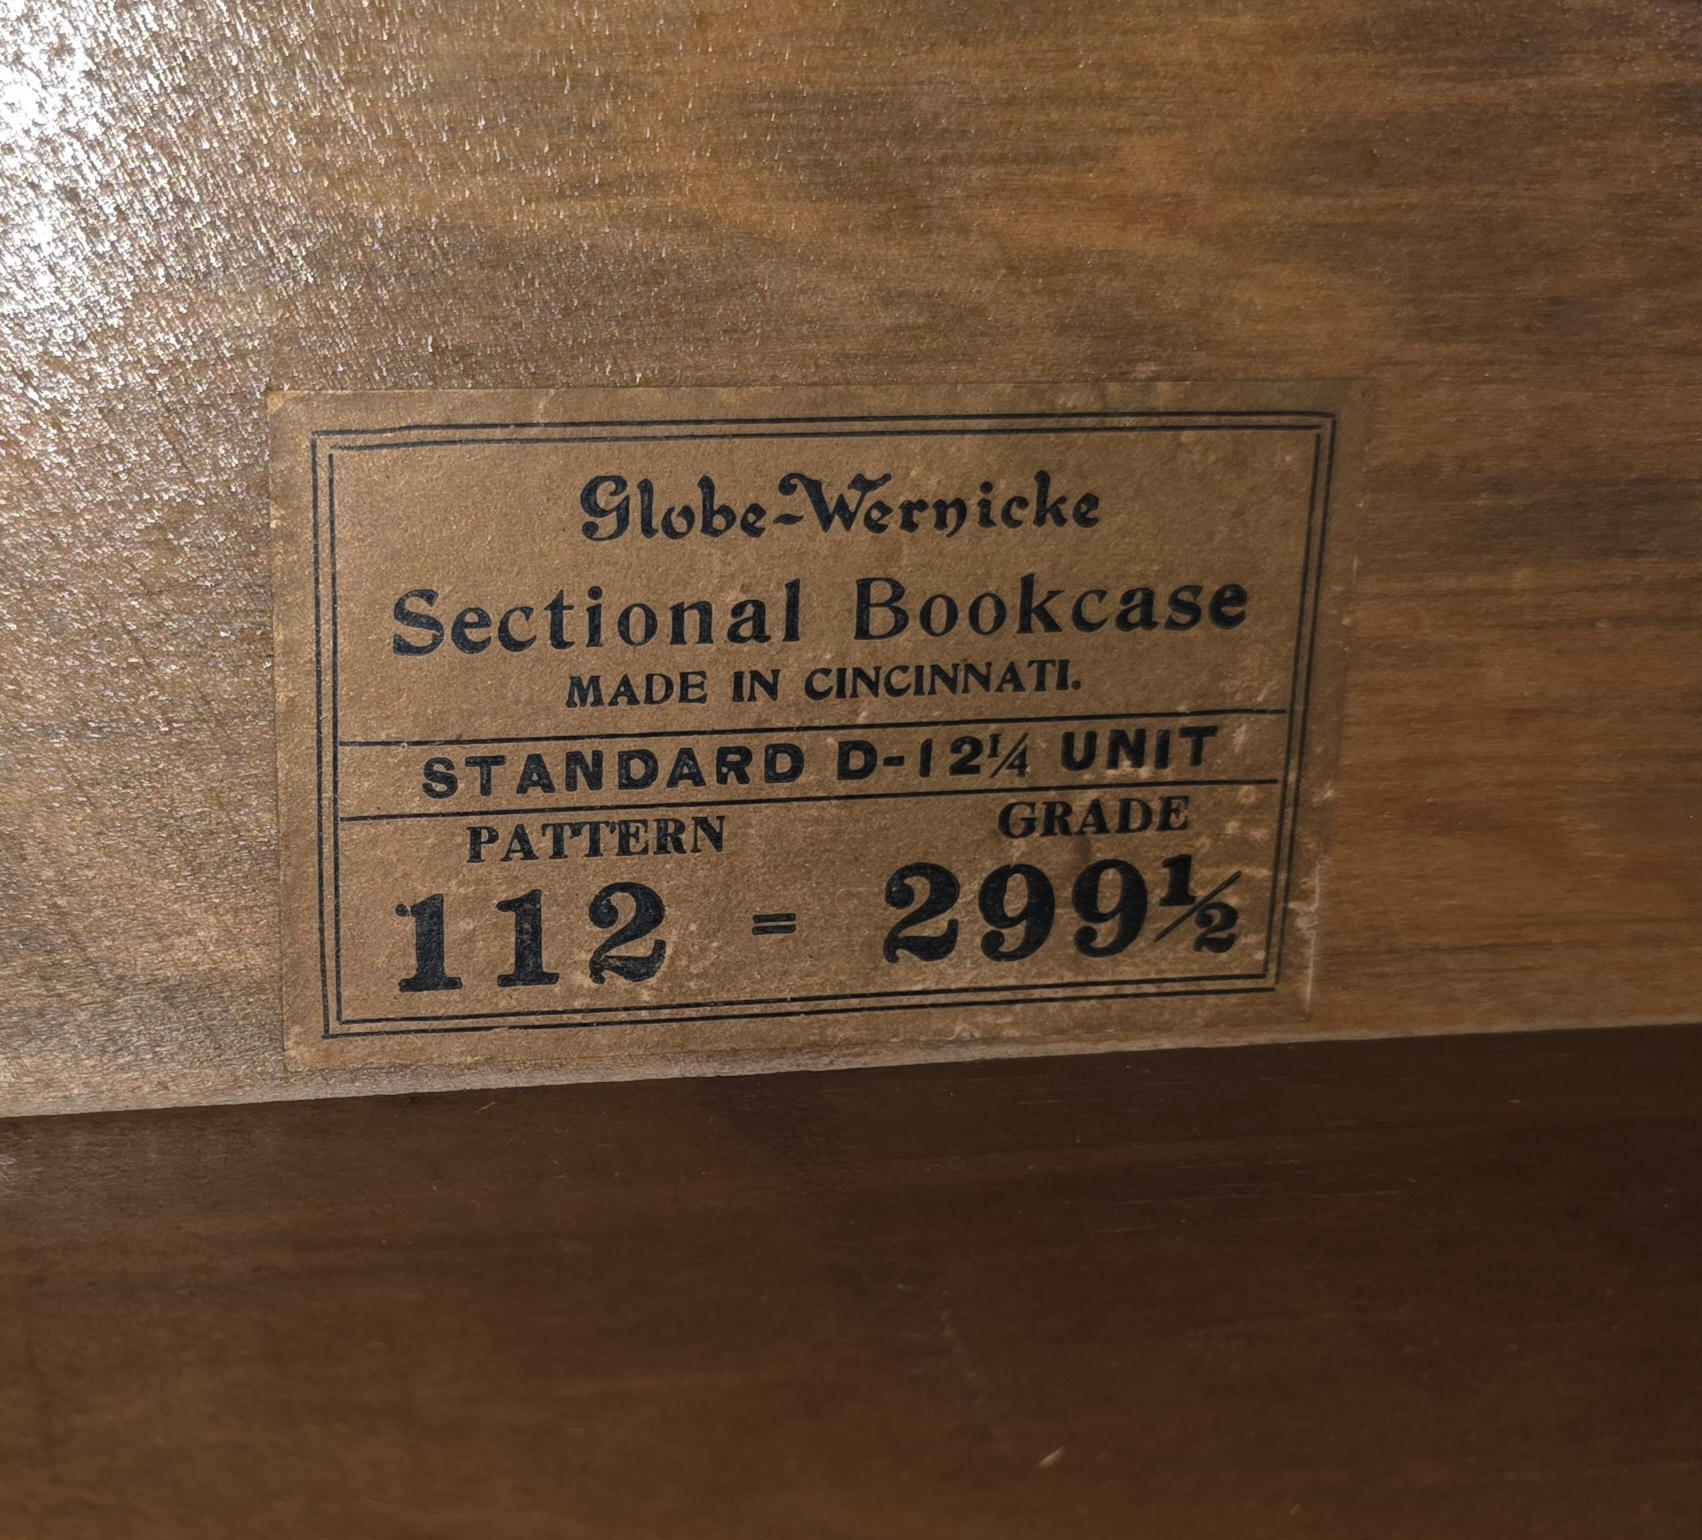 Globe-Wernicke
Sectional Bookcase
MADE IN CINCINNATI.
STANDARD D-12¼ UNIT
PATTERN GRADE
112 = 299½